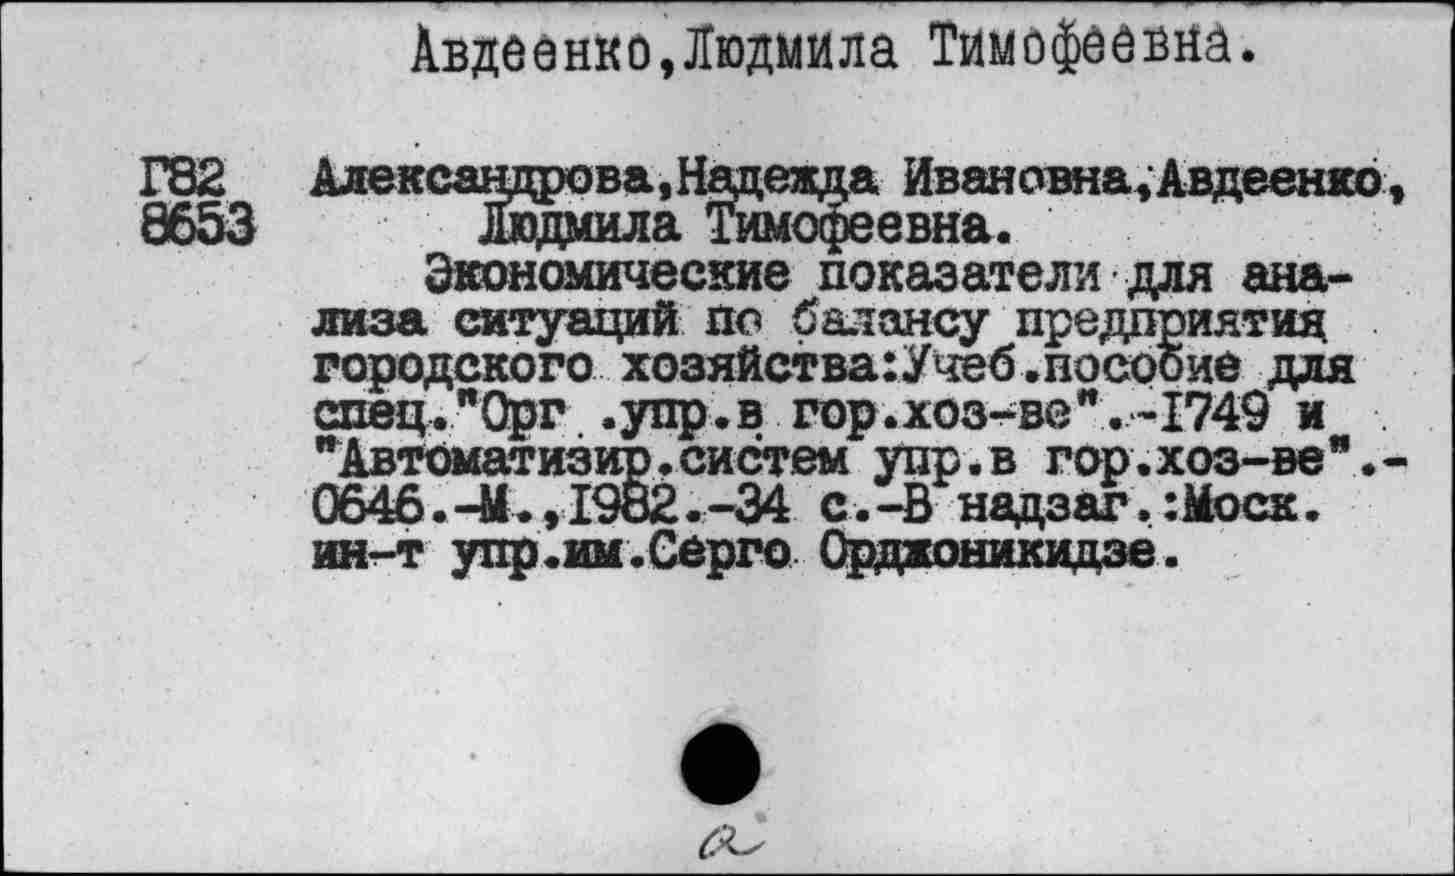 Авдеенко,Людмила Тимофеевна.
Г82 Александрова,Надежда Ивановна,Авдеенко,
8653 Людмила Тимофеевна.
Экономические показатели для ана-
лиза ситуаций по балансу предприятия
городского хозяйства:Учеб.пособие для
спец."Орг .упр.в гор.хоз-ве".-1749 и
"Автоматизир.систем упр.в гор.хоз-ве".-
0646.-М.,1982.-34 с.-В надзаг.:Моск.
ин-т упр.им.Серго Орджоникидзе.
а